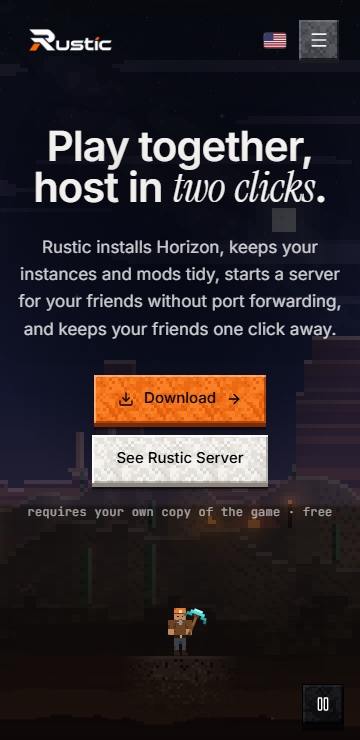 Rustic
Play together,
host in two clicks.
Rustic installs Horizon, keeps your
instances and mods tidy, starts a server
for your friends without port forwarding,
and keeps your friends one click away.
Download
See Rustic Server
requires your own copy of the game · free